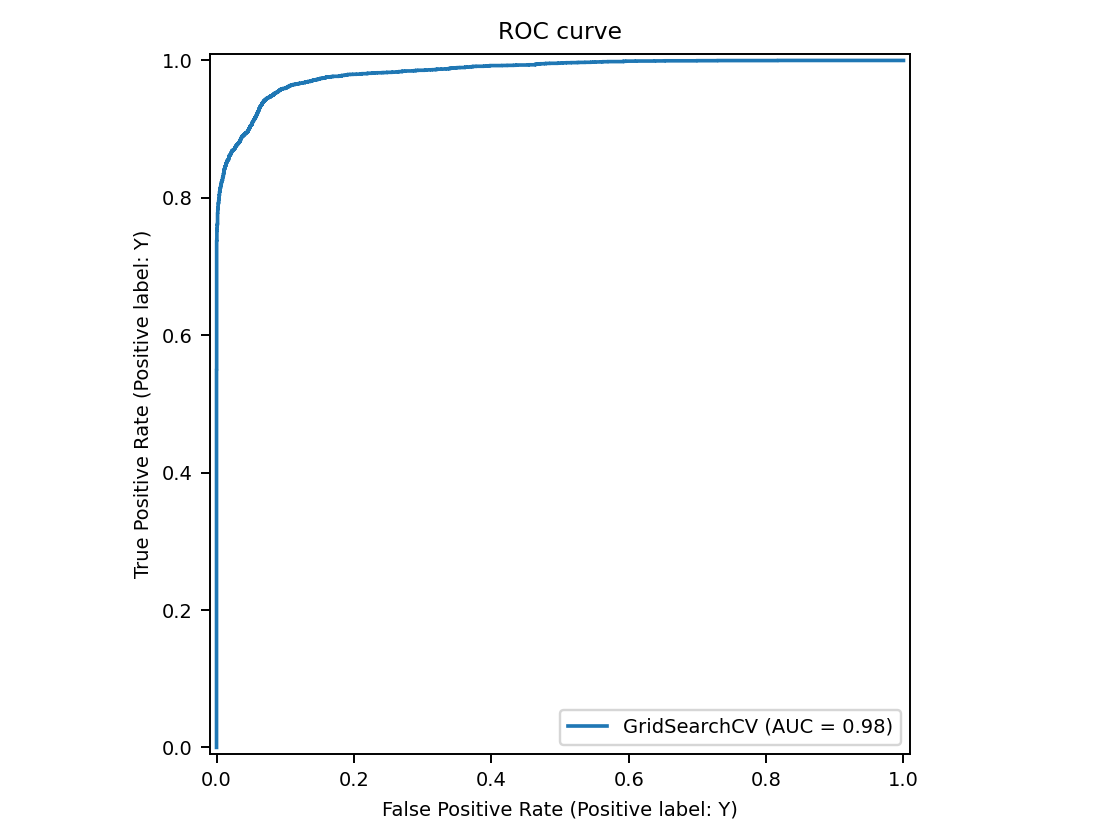 ROC curve
1.0
0.8
0.6
0.4
0.2
0.0
True Positive Rate (Positive label: Y)
GridSearchCV (AUC = 0.98)
0.0 0.2 0.4 0.6 0.8 1.0
False Positive Rate (Positive label: Y)